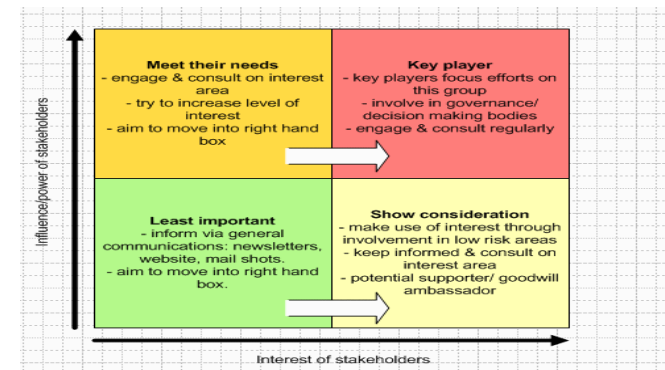 Influence/power of stakeholders
Meet their needs
- engage & consult on interest
area
- try to increase level of
interest
- aim to move into right hand
box
Key player
- key players focus efforts on
this group
- involve in governance/
decision making bodies
- engage & consult regularly
Least important
- inform via general
communications: newsletters,
website, mail shots.
- aim to move into right hand
box.
Show consideration
- make use of interest through
involvement in low risk areas
- keep informed & consult on
interest area
- potential supporter/ goodwill
ambassador
Interest of stakeholders